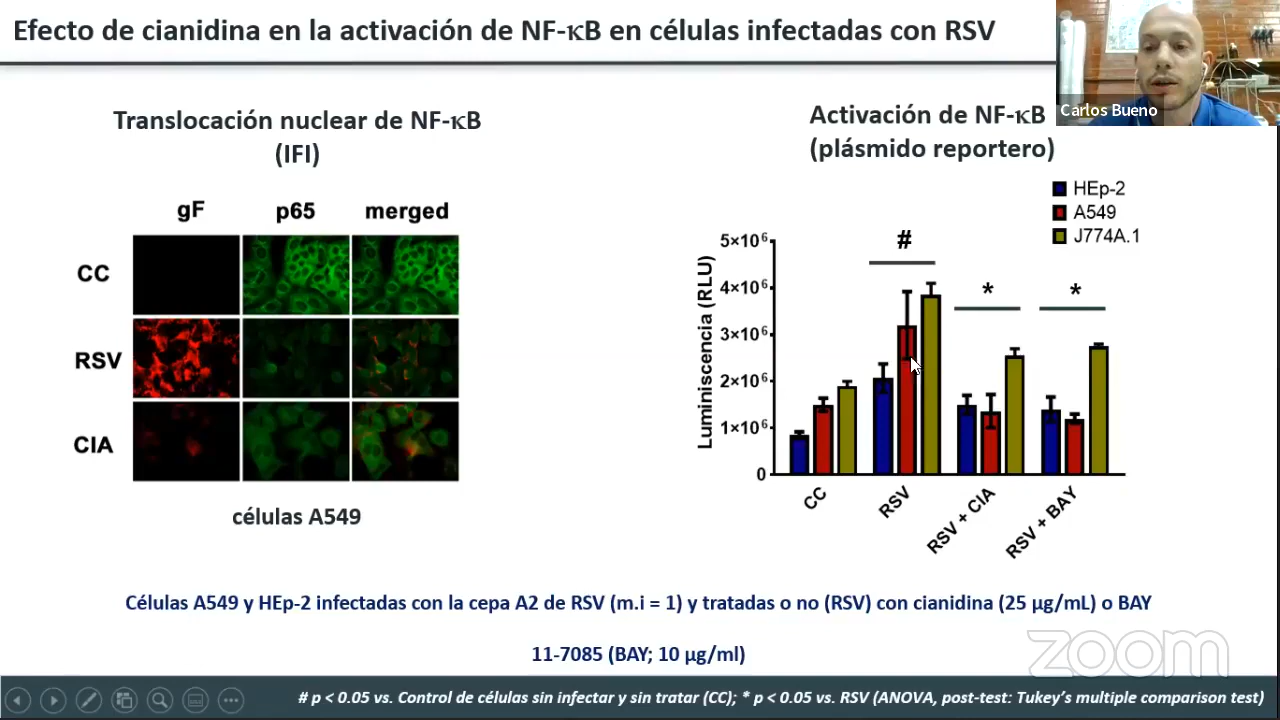 Efecto de cianidina en la activación de NF-κB en células infectadas con RSV
Carlos Bueno
Translocación nuclear de NF-κB
(IFI)
gF p65 merged
CC
RSV
CIA
células A549
Activación de NF-κB
(plásmido reportero)
HEp-2
A549
J774A.1
Luminiscencia (RLU)
5×10⁶
4×10⁶
3×10⁶
2×10⁶
1×10⁶
0
#
*
*
CC
RSV
RSV + CIA
RSV + BAY
Células A549 y HEp-2 infectadas con la cepa A2 de RSV (m.i = 1) y tratadas o no (RSV) con cianidina (25 µg/mL) o BAY
11-7085 (BAY; 10 µg/ml)
zoom
# p < 0.05 vs. Control de células sin infectar y sin tratar (CC); * p < 0.05 vs. RSV (ANOVA, post-test: Tukey’s multiple comparison test)